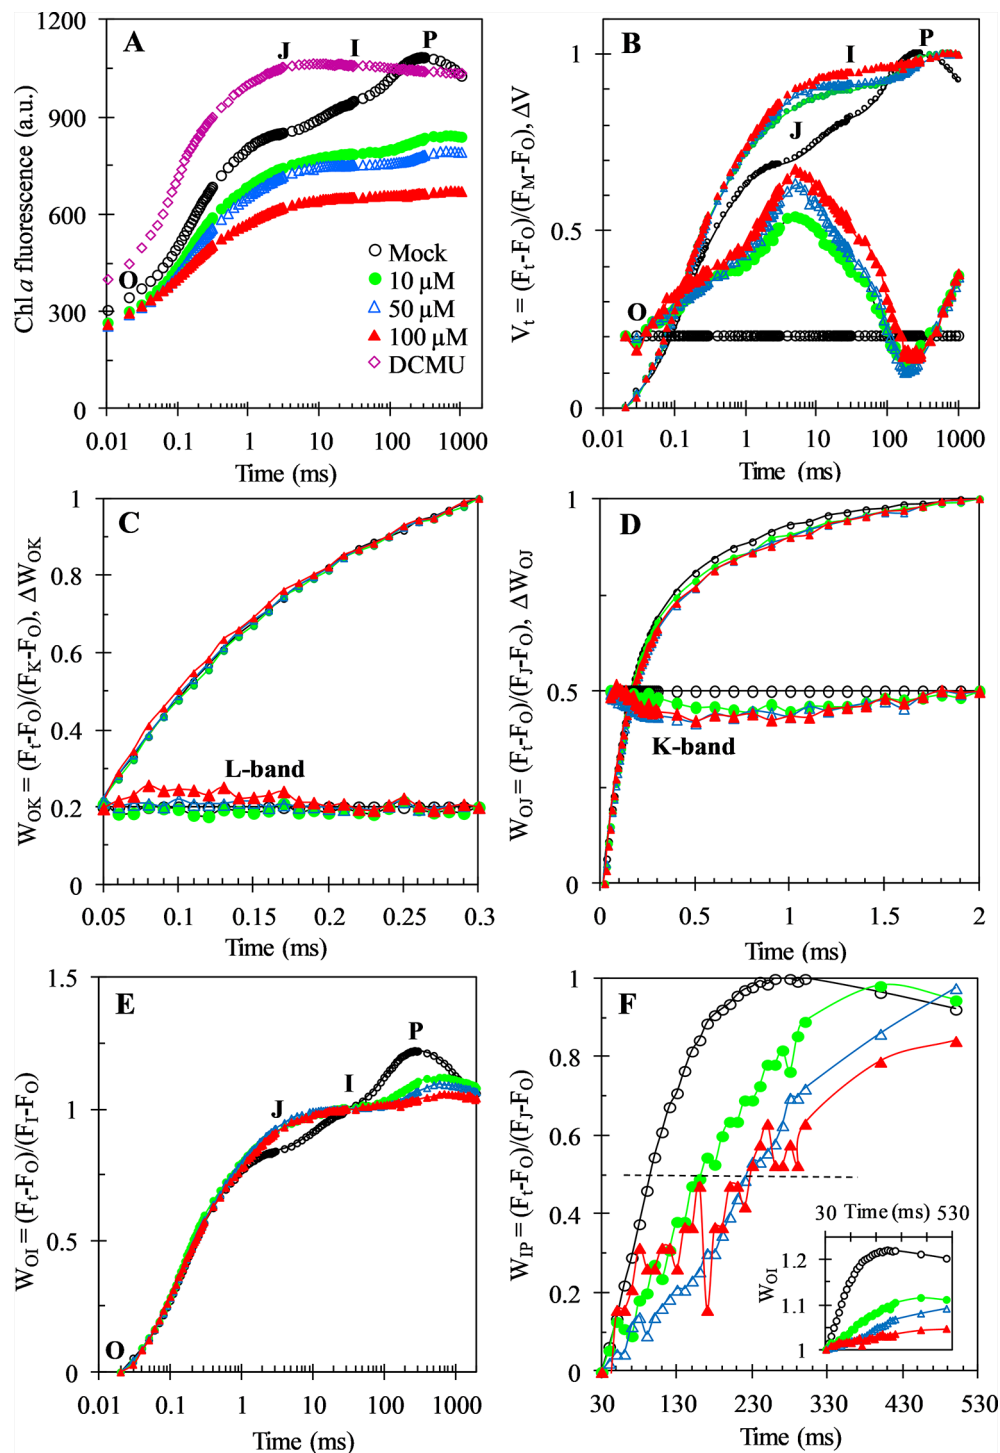 A
1200
900
600
300
0
Chl a fluorescence (a.u.)
O
J
I
P
Mock
10 μM
50 μM
100 μM
DCMU
0.01 0.1 1 10 100 1000
Time (ms)
B
1
0.5
0
Vt = (Ft-FO)/(FM-FO), ΔV
O
J
I
P
0.01 0.1 1 10 100 1000
Time (ms)
C
1
0.8
0.6
0.4
0.2
0
WOK = (Ft-FO)/(FK-FO), ΔWOK
L-band
0.05 0.1 0.15 0.2 0.25 0.3
Time (ms)
D
1
0.5
0
WOJ = (Ft-FO)/(FJ-FO), ΔWOJ
K-band
0 0.5 1 1.5 2
Time (ms)
E
1.5
1
0.5
0
WOI = (Ft-FO)/(FI-FO)
O
J
I
P
0.01 0.1 1 10 100 1000
Time (ms)
F
1
0.8
0.6
0.4
0.2
0
WIP = (Ft-FO)/(FJ-FO)
30 130 230 330 430 530
Time (ms)
30 Time (ms) 530
1.2
1.1
1
WOI